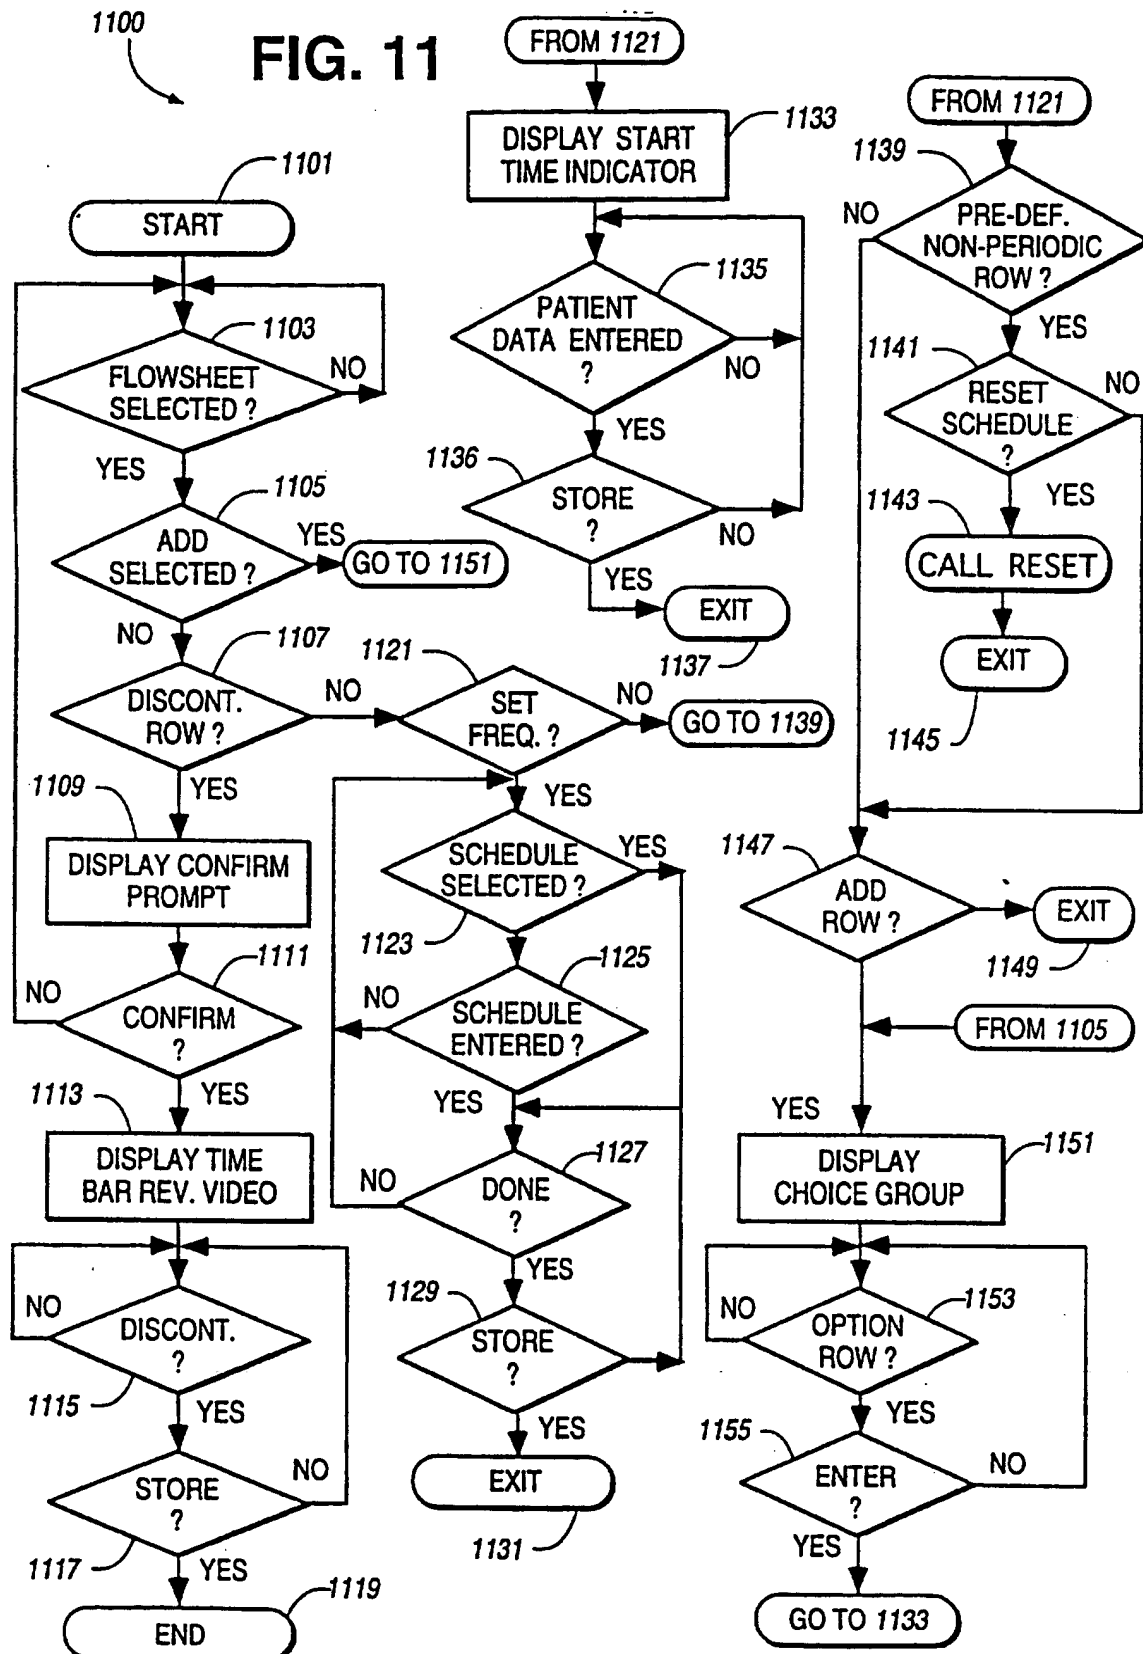 1100
FIG. 11
1101
START
1103
FLOWSHEET
SELECTED ?
NO
YES
1105
ADD
SELECTED ?
YES
GO TO 1151
NO
1107
DISCONT.
ROW ?
NO
YES
1109
DISPLAY CONFIRM
PROMPT
1111
NO
CONFIRM
?
YES
1113
DISPLAY TIME
BAR REV. VIDEO
NO
DISCONT.
?
1115
YES
STORE
?
NO
1117
YES
1119
END
FROM 1121
1133
DISPLAY START
TIME INDICATOR
1135
PATIENT
DATA ENTERED
?
NO
YES
1136
STORE
?
NO
YES
EXIT
1137
1121
SET
FREQ. ?
NO
GO TO 1139
YES
SCHEDULE
SELECTED ?
YES
1123
1125
NO
SCHEDULE
ENTERED ?
YES
1127
NO
DONE
?
YES
1129
STORE
?
YES
EXIT
1131
FROM 1121
1139
NO
PRE-DEF.
NON-PERIODIC
ROW ?
YES
1141
NO
RESET
SCHEDULE
?
YES
1143
CALL RESET
EXIT
1145
1147
ADD
ROW ?
EXIT
1149
FROM 1105
YES
1151
DISPLAY
CHOICE GROUP
1153
NO
OPTION
ROW ?
YES
1155
ENTER
?
NO
YES
GO TO 1133